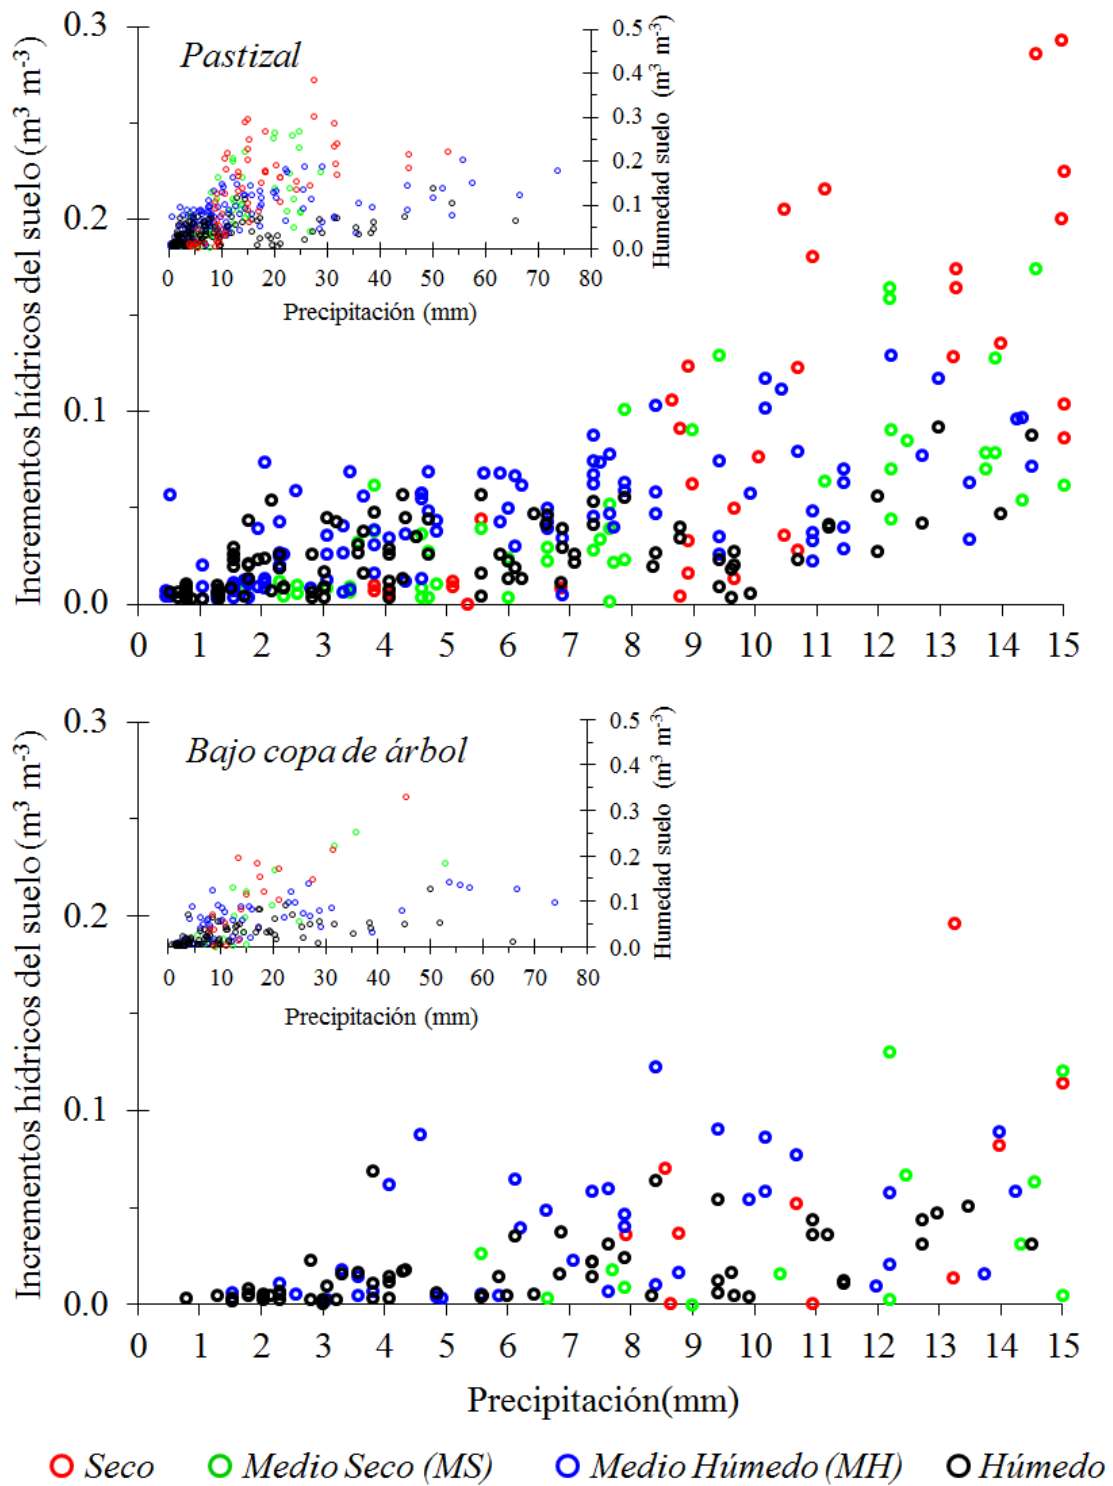 Incrementos hídricos del suelo (m³ m⁻³)
0.3
0.2
0.1
0.0
Pastizal
0.5
0.4
0.3
0.2
0.1
0.0
Humedad suelo (m³ m⁻³)
0 10 20 30 40 50 60 70 80
Precipitación (mm)
0 1 2 3 4 5 6 7 8 9 10 11 12 13 14 15
Incrementos hídricos del suelo (m³ m⁻³)
0.3
0.2
0.1
0.0
Bajo copa de árbol
0.5
0.4
0.3
0.2
0.1
0.0
Humedad suelo (m³ m⁻³)
0 10 20 30 40 50 60 70 80
Precipitación (mm)
0 1 2 3 4 5 6 7 8 9 10 11 12 13 14 15
Precipitación(mm)
Seco Medio Seco (MS) Medio Húmedo (MH) Húmedo